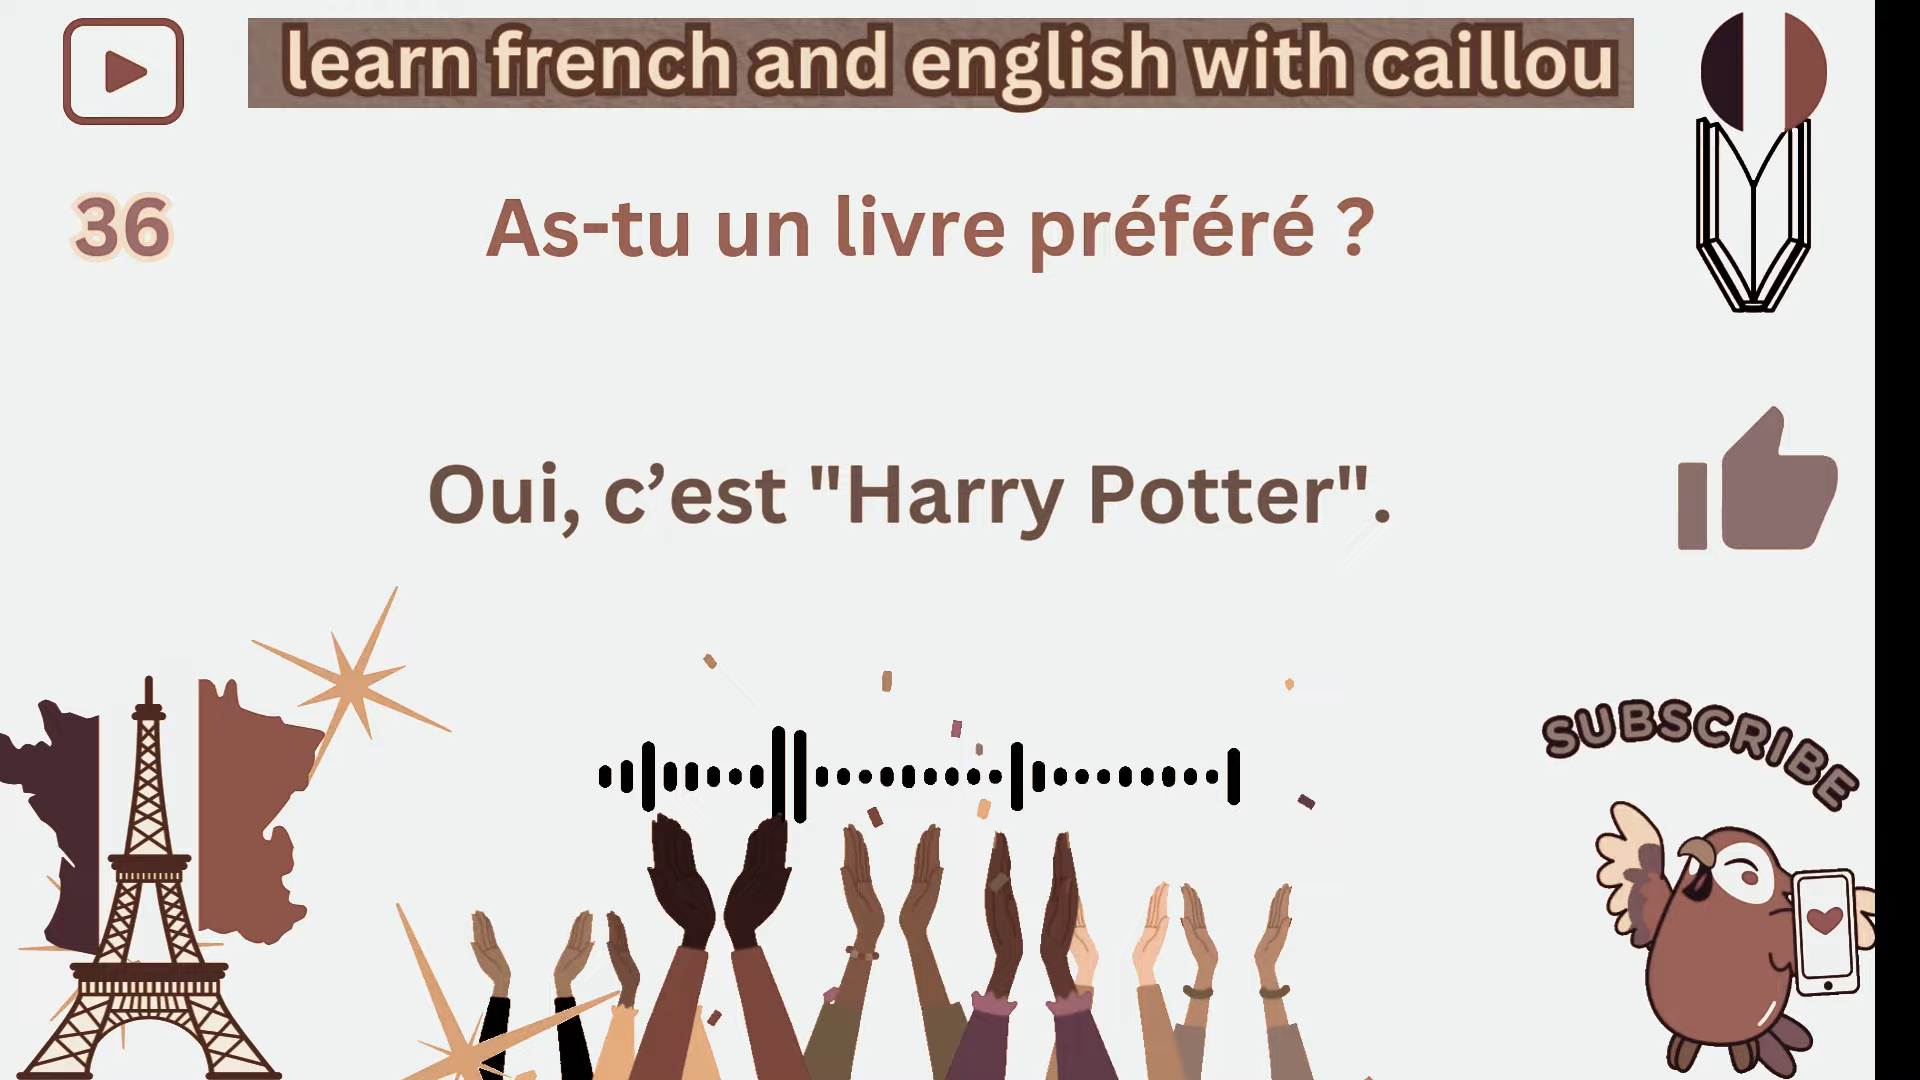 learn french and english with caillou
36
As-tu un livre préféré ?
Oui, c’est "Harry Potter".
SUBSCRIBE